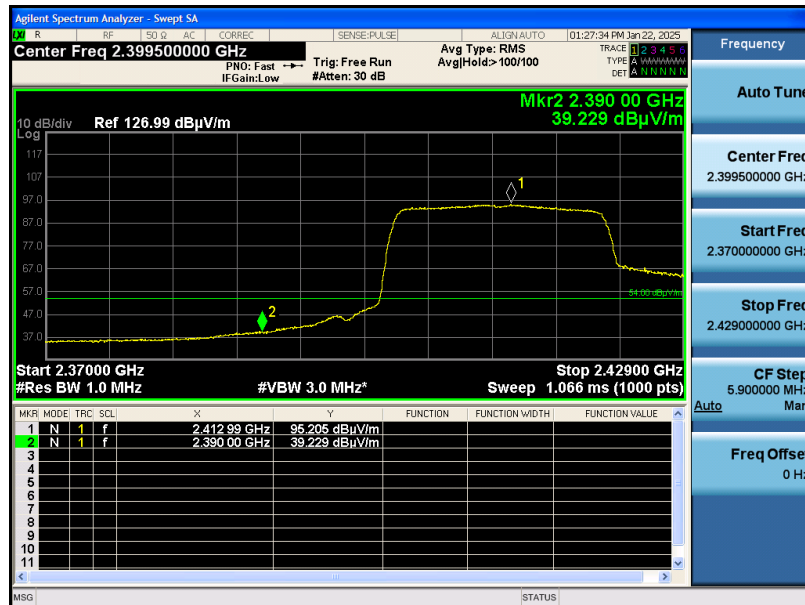 Agilent Spectrum Analyzer - Swept SA
LXI R RF 50 Ω AC CORREC SENSE:PULSE ALIGN AUTO 01:27:34 PM Jan 22, 2025
Center Freq 2.399500000 GHz
PNO: Fast
IFGain:Low
Trig: Free Run
#Atten: 30 dB
Avg Type: RMS
Avg|Hold:>100/100
TRACE 1 2 3 4 5 6
TYPE A WWWWW
DET A N N N N N
Mkr2 2.390 00 GHz
39.229 dBµV/m
10 dB/div Ref 126.99 dBµV/m
Log
117
107
97.0
87.0
77.0
67.0
57.0
47.0
37.0
1
2
54.00 dBµV/m
Start 2.37000 GHz Stop 2.42900 GHz
#Res BW 1.0 MHz #VBW 3.0 MHz* Sweep 1.066 ms (1000 pts)
MKR MODE TRC SCL X Y FUNCTION FUNCTION WIDTH FUNCTION VALUE
1 N 1 f 2.412 99 GHz 95.205 dBµV/m
2 N 1 f 2.390 00 GHz 39.229 dBµV/m
3
4
5
6
7
8
9
10
11
MSG STATUS
Frequency
Auto Tune
Center Freq
2.399500000 GHz
Start Freq
2.370000000 GHz
Stop Freq
2.429000000 GHz
CF Step
5.900000 MHz
Auto Man
Freq Offset
0 Hz